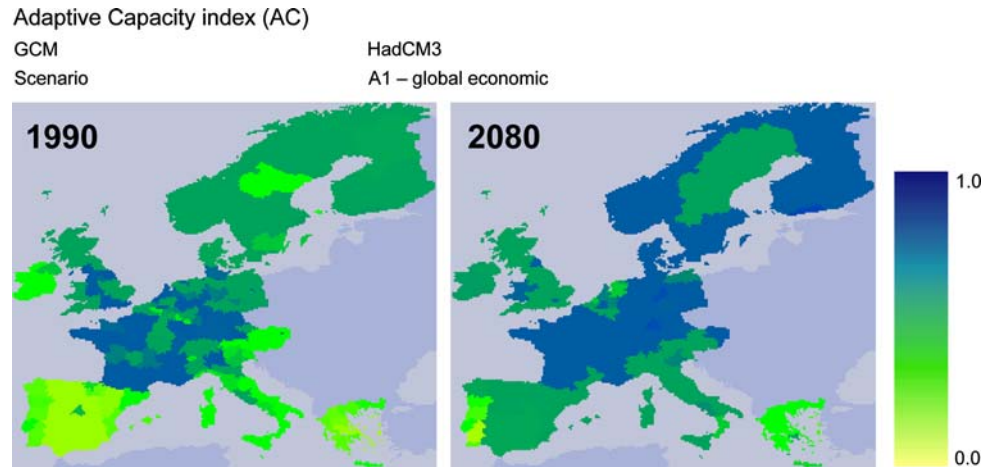 Adaptive Capacity index (AC)
GCM HadCM3
Scenario A1 – global economic
1990 2080
1.0
0.0